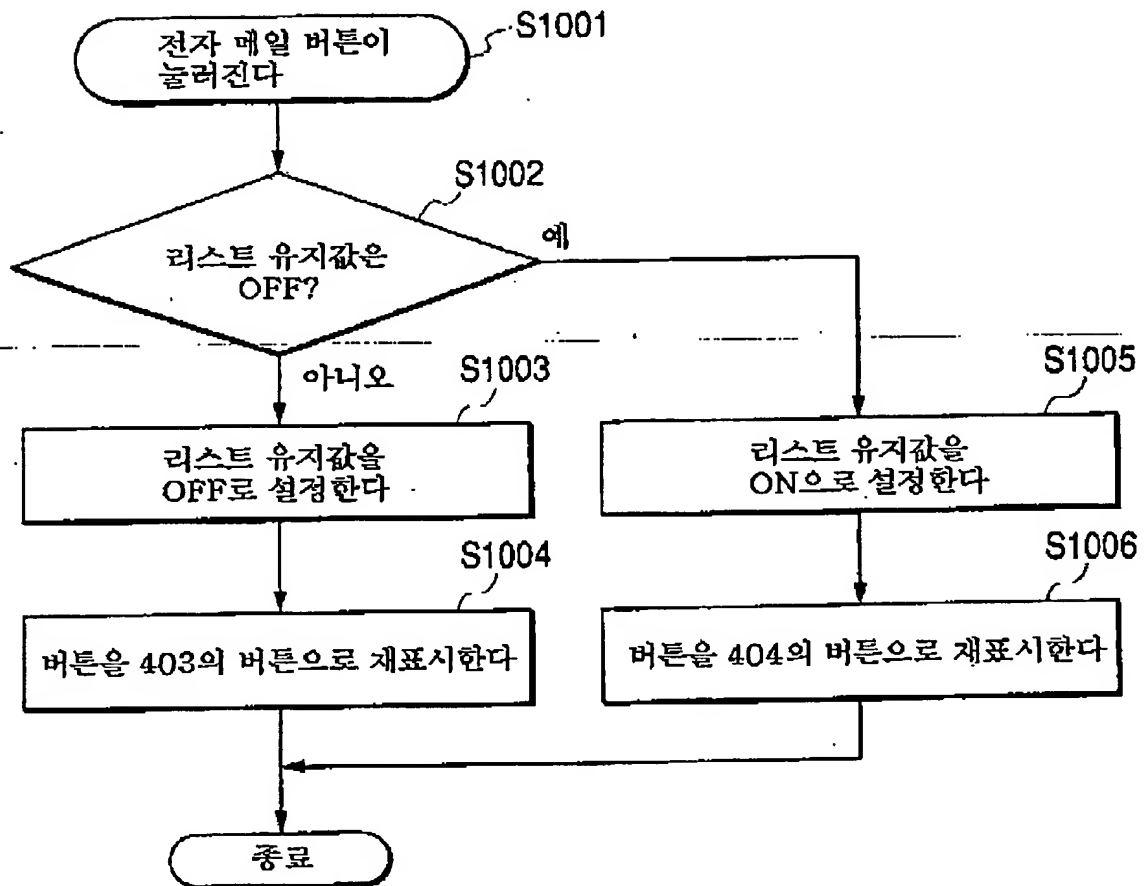 전자 메일 버튼이
눌러진다
S1001
S1002
리스트 유지값은
OFF?
예
아니오
S1003
리스트 유지값을
OFF로 설정한다
S1005
리스트 유지값을
ON으로 설정한다
S1004
버튼을 403의 버튼으로 재표시한다
S1006
버튼을 404의 버튼으로 재표시한다
종료